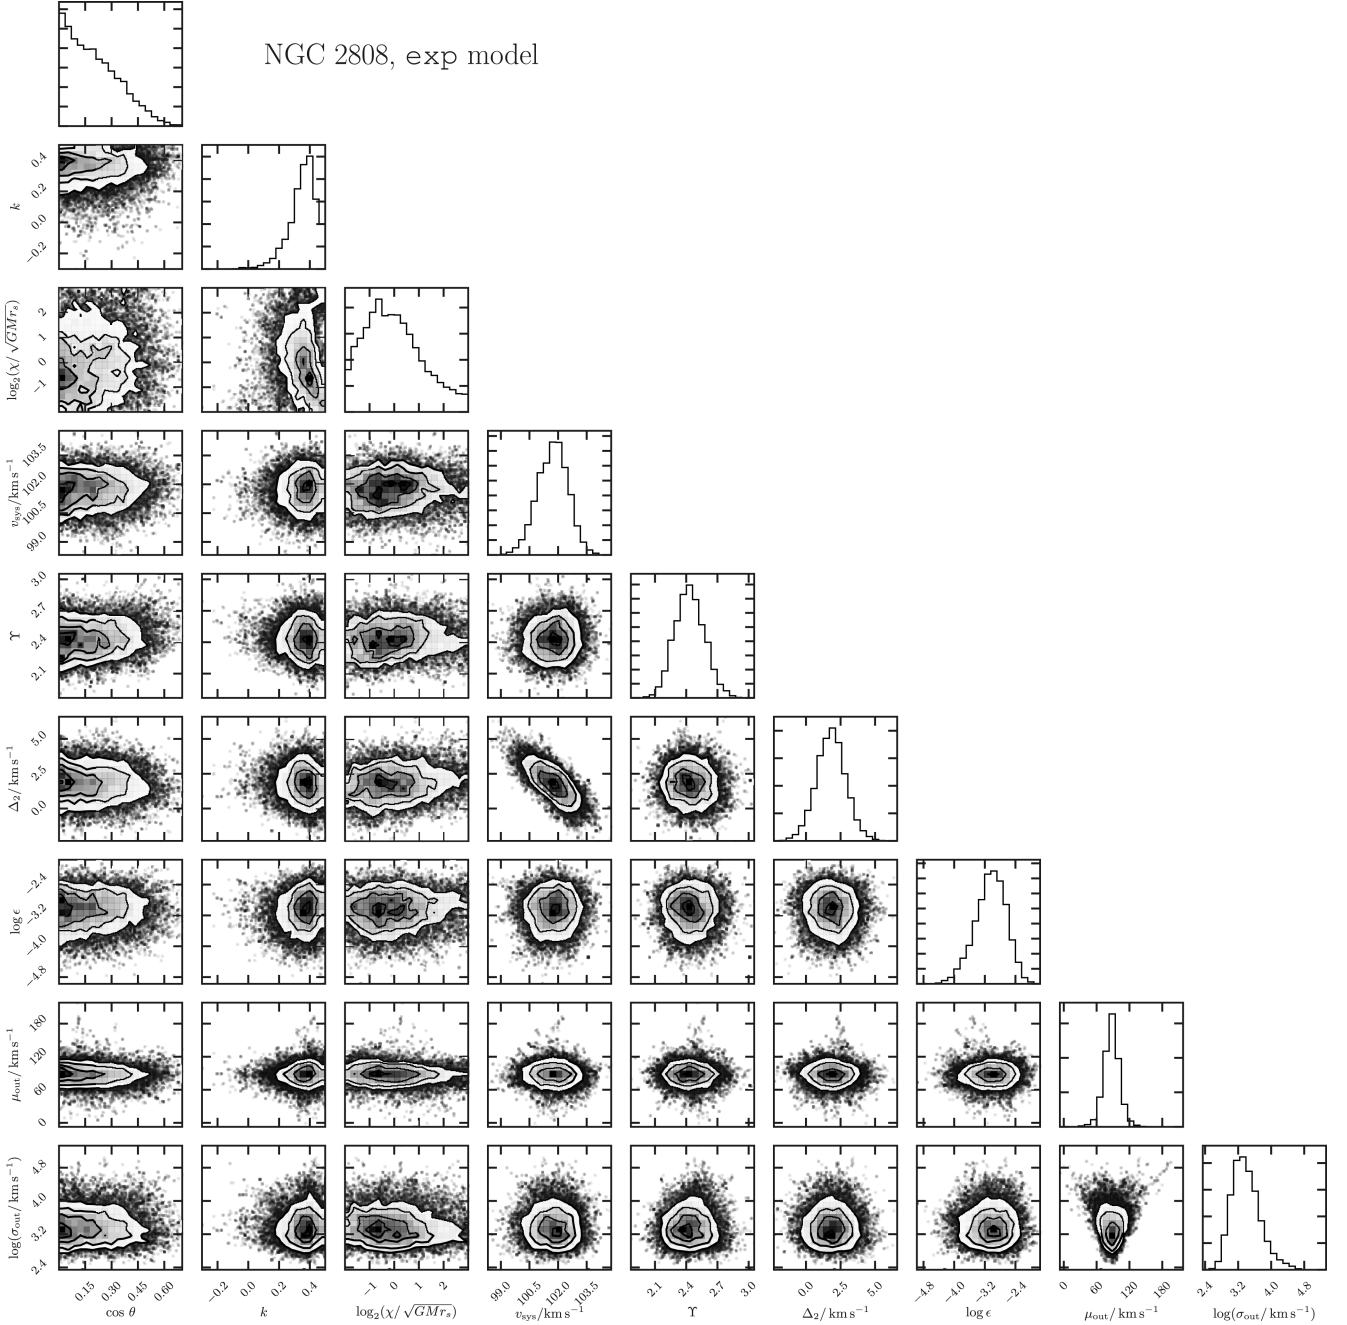 NGC 2808, exp model
k
0.4
0.2
0.0
−0.2
log₂(χ/√GMrₛ)
2
1
0
−1
v_sys/km s⁻¹
103.5
102.0
100.5
99.0
Υ
3.0
2.7
2.4
2.1
Δ₂/km s⁻¹
5.0
2.5
0.0
log ϵ
−2.4
−3.2
−4.0
−4.8
μ_out/km s⁻¹
180
120
60
0
log(σ_out/km s⁻¹)
4.8
4.0
3.2
2.4
0.15 0.30 0.45 0.60
cos θ
−0.2 0.0 0.2 0.4
k
−1 0 1 2
log₂(χ/√GMrₛ)
99.0 100.5 102.0 103.5
v_sys/km s⁻¹
2.1 2.4 2.7 3.0
Υ
0.0 2.5 5.0
Δ₂/km s⁻¹
−4.8 −4.0 −3.2 −2.4
log ϵ
0 60 120 180
μ_out/km s⁻¹
2.4 3.2 4.0 4.8
log(σ_out/km s⁻¹)